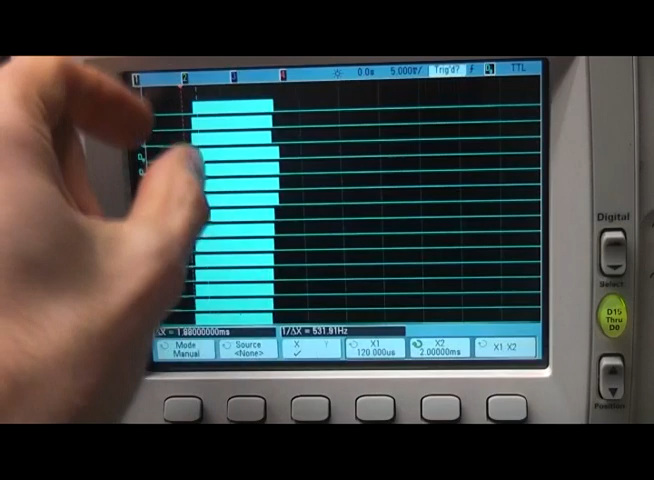 1 2 3 4 0.0s 5.000▽/ Trig'd? TTL
ΔX = 1.88000000ms 1/ΔX = 531.91Hz
Mode Manual
Source <None>
X Y
X1 120.000us
X2 2.00000ms
X1 X2
Digital
Select
D15 Thru D0
Position